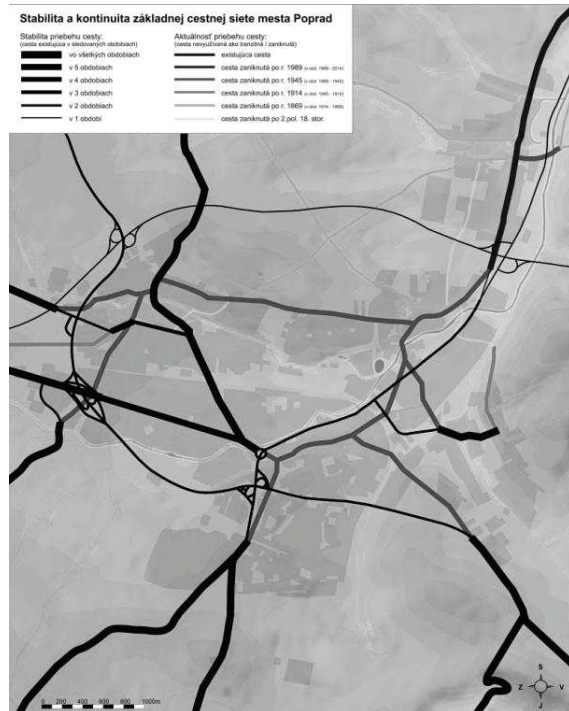 Stabilita a kontinuita základnej cestnej siete mesta Poprad
Stabilita priebehu cesty:
(cesta existujúca v sledovaných obdobiach)
vo všetkých obdobiach
v 5 obdobiach
v 4 obdobiach
v 3 obdobiach
v 2 obdobiach
v 1 období
Aktuálnosť priebehu cesty:
(cesta nevyužívaná ako tranzitná / zaniknutá)
existujúca cesta
cesta zaniknutá po r. 1989
cesta zaniknutá po r. 1945
cesta zaniknutá po r. 1914
cesta zaniknutá po r. 1869
cesta zaniknutá po 2.pol. 18. stor.
0 200 400 600 800 1000m
S
Z V
J